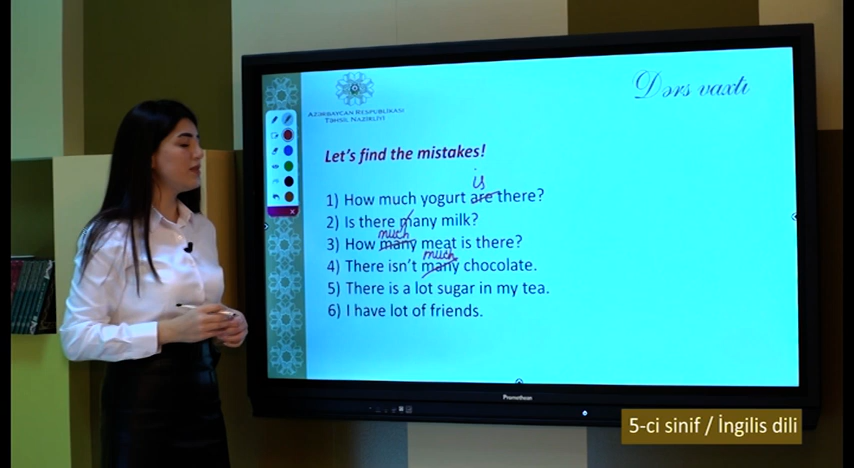 Dərs vaxtı
AZƏRBAYCAN RESPUBLİKASI
TƏHSİL NAZİRLİYİ
Let's find the mistakes!
is
1) How much yogurt are there?
2) Is there many milk?
much
3) How many meat is there?
much
4) There isn't many chocolate.
5) There is a lot sugar in my tea.
6) I have lot of friends.
Promethean
5-ci sinif / İngilis dili